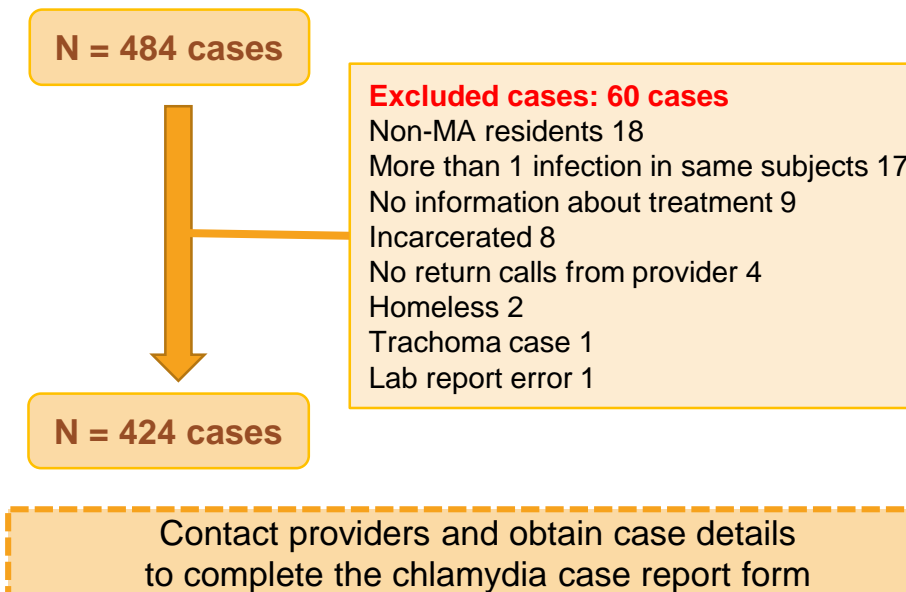 N = 484 cases
Excluded cases: 60 cases
Non-MA residents 18
More than 1 infection in same subjects 17
No information about treatment 9
Incarcerated 8
No return calls from provider 4
Homeless 2
Trachoma case 1
Lab report error 1
N = 424 cases
Contact providers and obtain case details
to complete the chlamydia case report form